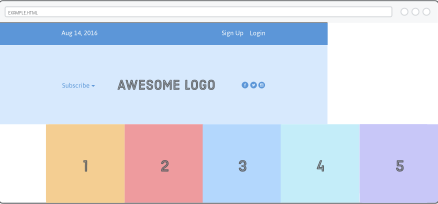 EXAMPLE.HTML
Aug 14, 2016 Sign Up Login
Subscribe AWESOME LOGO
1 2 3 4 5